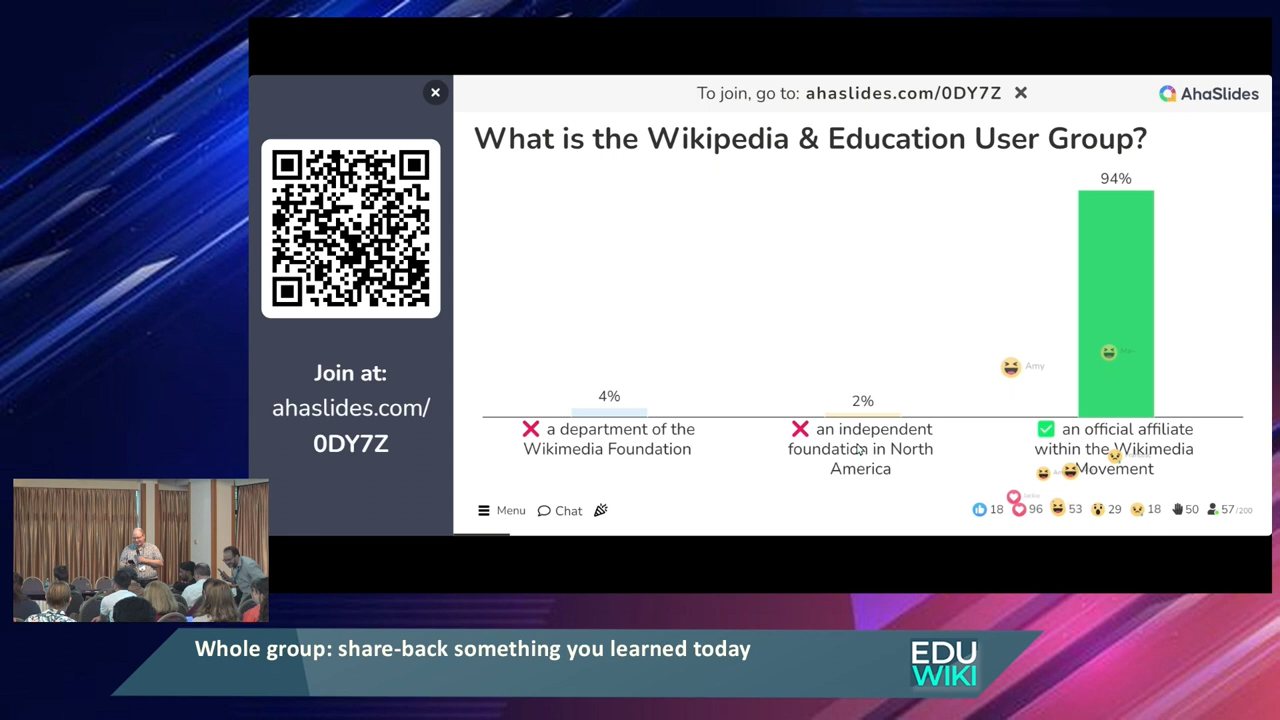 To join, go to: ahaslides.com/0DY7Z
AhaSlides
What is the Wikipedia & Education User Group?
94%
4%
2%
Amy
❌ a department of the
Wikimedia Foundation
❌ an independent
foundation in North
America
✅ an official affiliate
within the Wikimedia
Movement
Join at:
ahaslides.com/
0DY7Z
Menu
Chat
18
96
53
29
18
50
57/200
Whole group: share-back something you learned today
EDU
WIKI